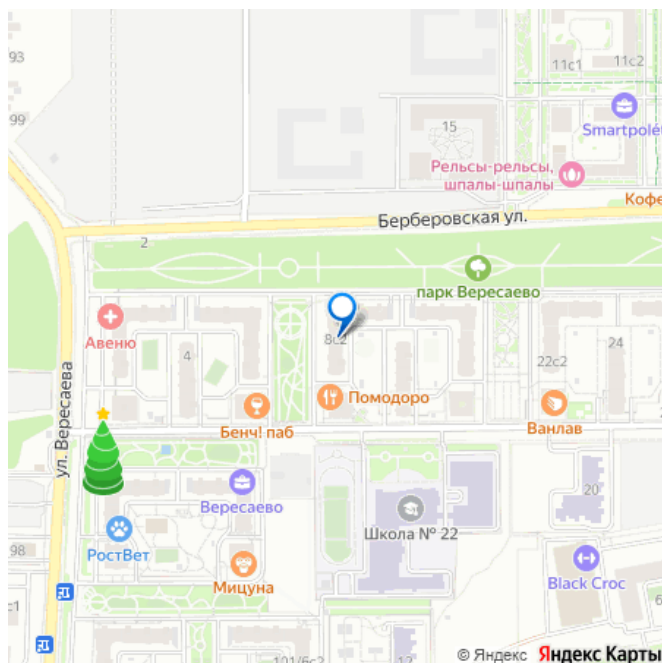 93
11с1
11с2
99
15
Smartpolet
Рельсы-рельсы,
шпалы-шпалы
Кофе
Берберовская ул.
2
парк Вересаево
Авеню
8с2
4
24
22с2
Помодоро
Бенч! паб
Ванлав
ул. Вересаева
Вересаево
20
Школа № 22
РостВет
98
Мицуна
Black Croc
с1
6
101/6с2
12
© Яндекс Яндекс Карты